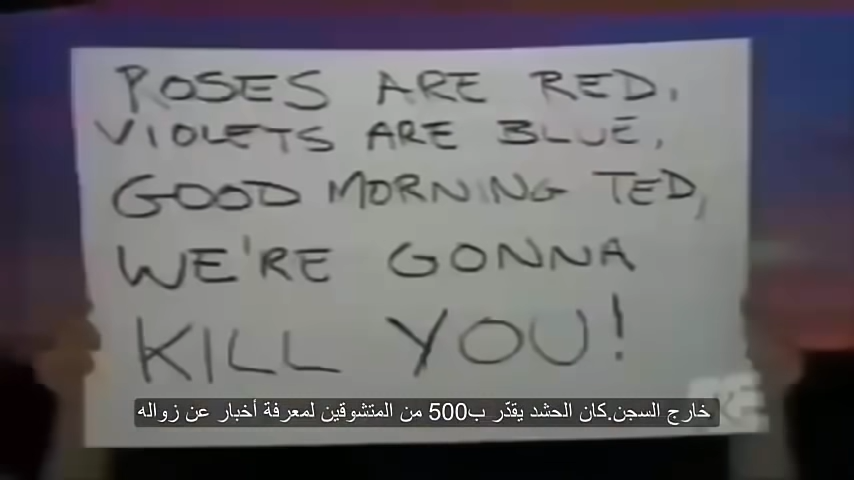 ROSES ARE RED.
VIOLETS ARE BLUE,
GOOD MORNING TED,
WE'RE GONNA
KILL YOU!
خارج السجن.كان الحشد يقدّر ب500 من المتشوقين لمعرفة أخبار عن زواله